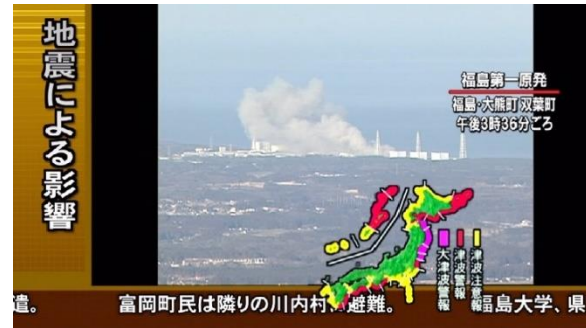 地震による影響
福島第一原発
福島・大熊町 双葉町
午後3時36分ごろ
大津波警報
津波警報
津波注意報
遣。
富岡町民は隣りの川内村に避難。
福島大学、県